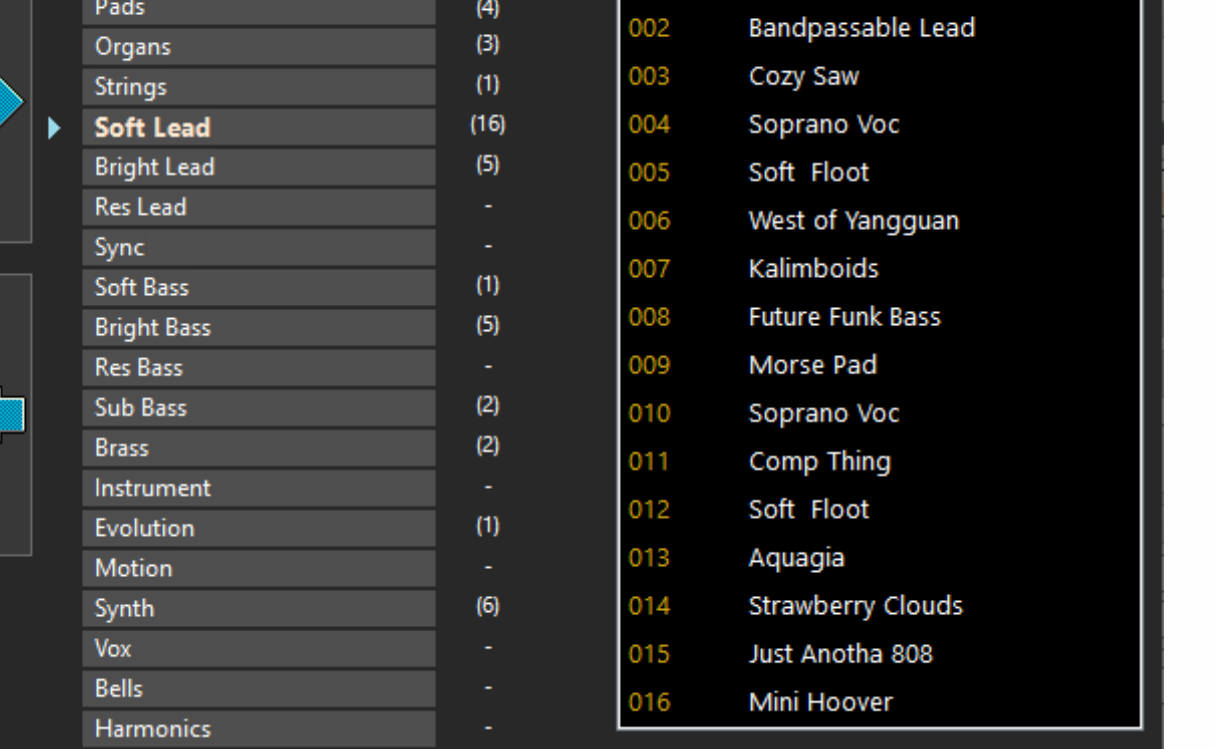 Pads (4)
Organs (3)
Strings (1)
Soft Lead (16)
Bright Lead (5)
Res Lead -
Sync -
Soft Bass (1)
Bright Bass (5)
Res Bass -
Sub Bass (2)
Brass (2)
Instrument -
Evolution (1)
Motion -
Synth (6)
Vox -
Bells -
Harmonics -
002 Bandpassable Lead
003 Cozy Saw
004 Soprano Voc
005 Soft  Floot
006 West of Yangguan
007 Kalimboids
008 Future Funk Bass
009 Morse Pad
010 Soprano Voc
011 Comp Thing
012 Soft  Floot
013 Aquagia
014 Strawberry Clouds
015 Just Anotha 808
016 Mini Hoover